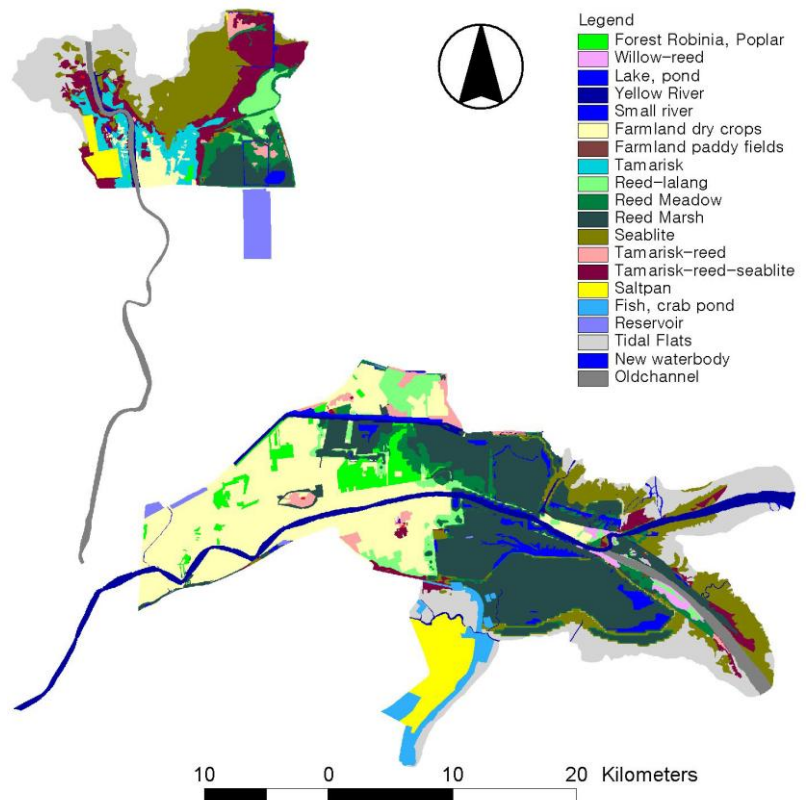 Legend
Forest Robinia, Poplar
Willow-reed
Lake, pond
Yellow River
Small river
Farmland dry crops
Farmland paddy fields
Tamarisk
Reed-lalang
Reed Meadow
Reed Marsh
Seablite
Tamarisk-reed
Tamarisk-reed-seablite
Saltpan
Fish, crab pond
Reservoir
Tidal Flats
New waterbody
Oldchannel
10 0 10 20 Kilometers